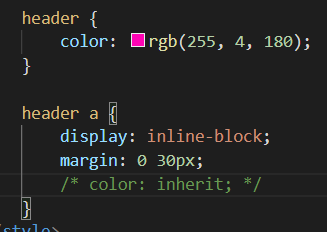 header {
color: rgb(255, 4, 180);
}
header a {
display: inline-block;
margin: 0 30px;
/* color: inherit; */
}
</style>